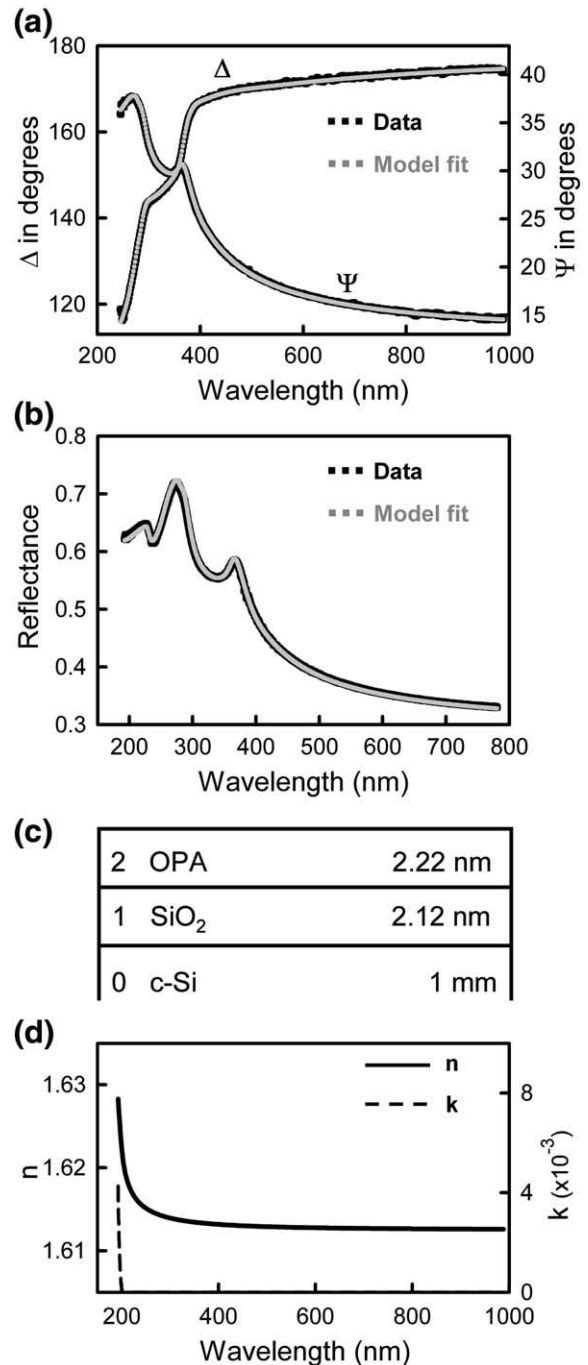 (a)
180
160
140
120
Δ in degrees
40
35
30
25
20
15
Ψ in degrees
Δ
Data
Model fit
Ψ
200 400 600 800 1000
Wavelength (nm)
(b)
0.8
0.7
0.6
0.5
0.4
0.3
Reflectance
Data
Model fit
200 300 400 500 600 700 800
Wavelength (nm)
(c)
2 OPA 2.22 nm
1 SiO₂ 2.12 nm
0 c-Si 1 mm
(d)
1.63
1.62
1.61
n
8
4
0
k (x10⁻³)
n
k
200 400 600 800 1000
Wavelength (nm)